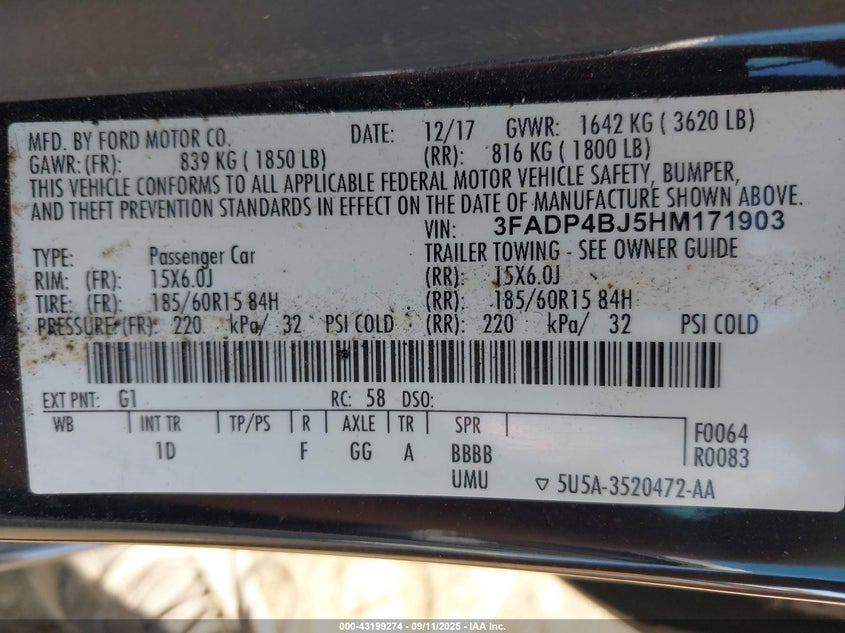 MFD. BY FORD MOTOR CO. DATE: 12/17 GVWR: 1642 KG ( 3620 LB)
GAWR: (FR): 839 KG ( 1850 LB) (RR): 816 KG ( 1800 LB)
THIS VEHICLE CONFORMS TO ALL APPLICABLE FEDERAL MOTOR VEHICLE SAFETY, BUMPER,
AND THEFT PREVENTION STANDARDS IN EFFECT ON THE DATE OF MANUFACTURE SHOWN ABOVE.
VIN: 3FADP4BJ5HM171903
TYPE: Passenger Car TRAILER TOWING - SEE OWNER GUIDE
RIM: (FR): 15X6.0J (RR): 15X6.0J
TIRE: (FR): 185/60R15 84H (RR): 185/60R15 84H
PRESSURE: (FR): 220 kPa/ 32 PSI COLD (RR): 220 kPa/ 32 PSI COLD
EXT PNT: G1 RC: 58 DSO:
WB INT TR TP/PS R AXLE TR SPR
1D F GG A BBBB
UMU
F0064
R0083
▽ 5U5A-3520472-AA
000-43199274 - 09/11/2025 - IAA Inc.